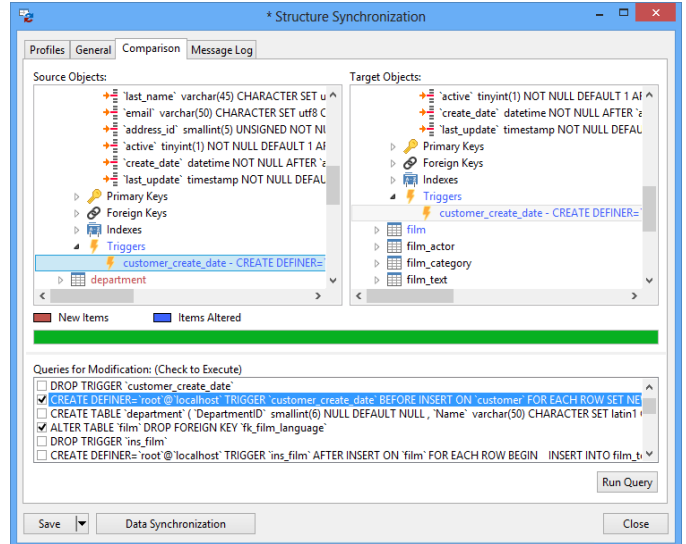 * Structure Synchronization
Profiles General Comparison Message Log
Source Objects:
`last_name` varchar(45) CHARACTER SET u
`email` varchar(50) CHARACTER SET utf8 C
`address_id` smallint(5) UNSIGNED NOT NU
`active` tinyint(1) NOT NULL DEFAULT 1 AF
`create_date` datetime NOT NULL AFTER `a
`last_update` timestamp NOT NULL DEFAU
Primary Keys
Foreign Keys
Indexes
Triggers
customer_create_date - CREATE DEFINER=`
department
Target Objects:
`active` tinyint(1) NOT NULL DEFAULT 1 AF
`create_date` datetime NOT NULL AFTER `a
`last_update` timestamp NOT NULL DEFAU
Primary Keys
Foreign Keys
Indexes
Triggers
customer_create_date - CREATE DEFINER=`
film
film_actor
film_category
film_text
New Items Items Altered
Queries for Modification: (Check to Execute)
DROP TRIGGER `customer_create_date`
CREATE DEFINER=`root`@`localhost` TRIGGER `customer_create_date` BEFORE INSERT ON `customer` FOR EACH ROW SET NE
CREATE TABLE `department` ( `DepartmentID` smallint(6) NULL DEFAULT NULL , `Name` varchar(50) CHARACTER SET latin1
ALTER TABLE `film` DROP FOREIGN KEY `fk_film_language`
DROP TRIGGER `ins_film`
CREATE DEFINER=`root`@`localhost` TRIGGER `ins_film` AFTER INSERT ON `film` FOR EACH ROW BEGIN INSERT INTO film_t
Run Query
Save Data Synchronization Close